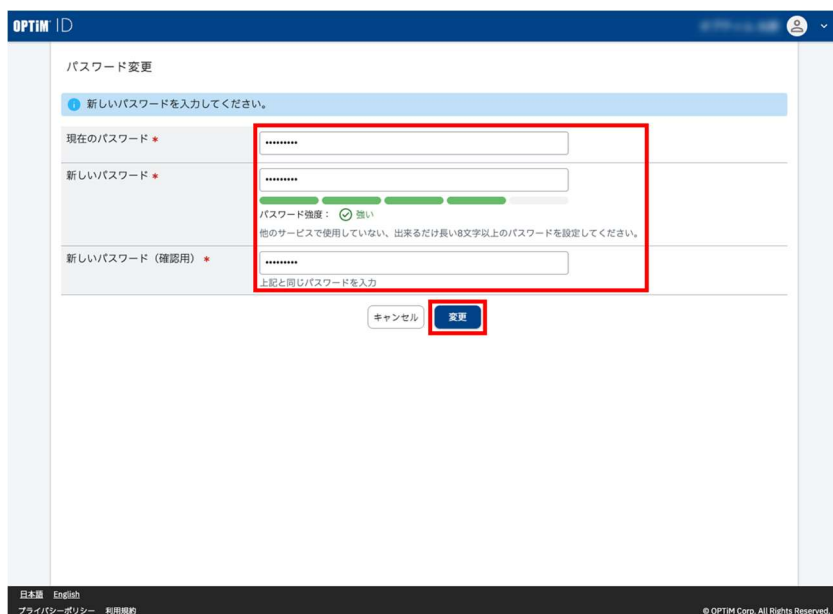 OPTiM ID
パスワード変更
新しいパスワードを入力してください。
現在のパスワード *
新しいパスワード *
パスワード強度： 強い
他のサービスで使用していない、出来るだけ長い8文字以上のパスワードを設定してください。
新しいパスワード（確認用） *
上記と同じパスワードを入力
キャンセル 変更
日本語 English
プライバシーポリシー 利用規約 © OPTiM Corp. All Rights Reserved.